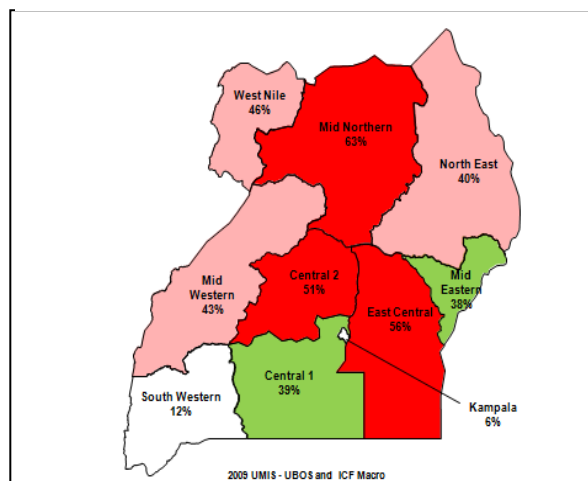 West Nile
46%
Mid Northern
63%
North East
40%
Mid
Western
43%
Central 2
51%
East Central
56%
Mid
Eastern
38%
South Western
12%
Central 1
39%
Kampala
6%
2009 UMIS - UBOS and ICF Macro